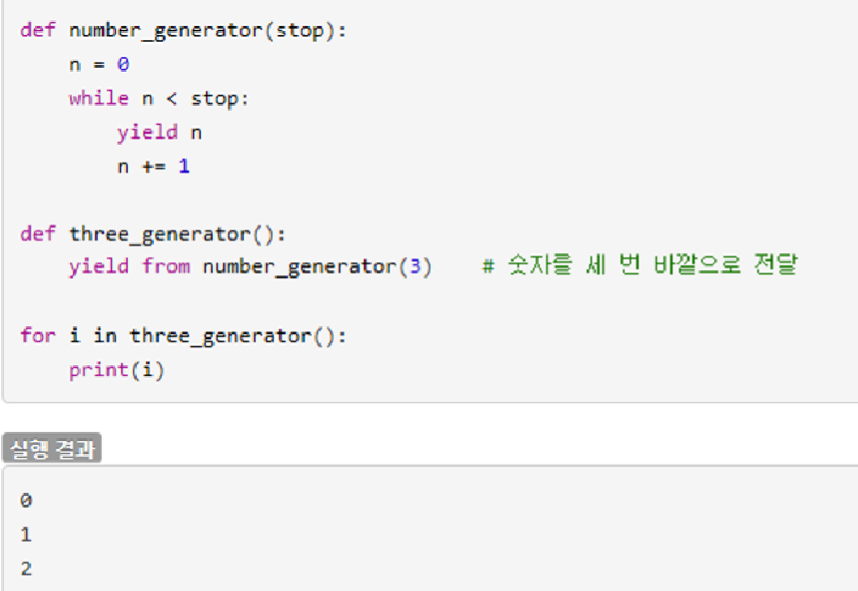 def number_generator(stop):
    n = 0
    while n < stop:
        yield n
        n += 1
def three_generator():
    yield from number_generator(3)    # 숫자를 세 번 바깥으로 전달
for i in three_generator():
    print(i)
실행 결과
0
1
2